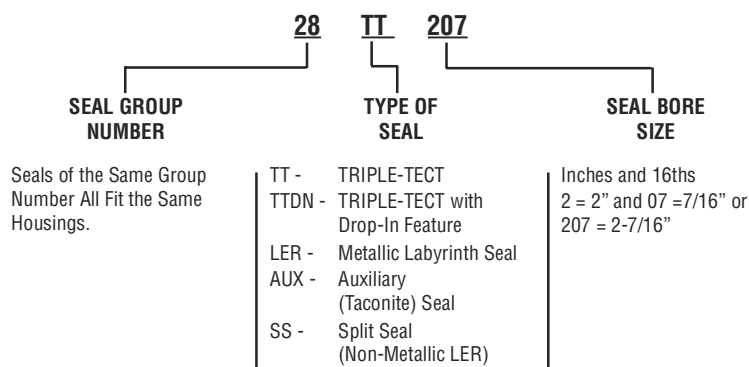 28 TT 207
SEAL GROUP
NUMBER
Seals of the Same Group
Number All Fit the Same
Housings.
TYPE OF
SEAL
TT - TRIPLE-TECT
TTDN - TRIPLE-TECT with
Drop-In Feature
LER - Metallic Labyrinth Seal
AUX - Auxiliary
(Taconite) Seal
SS - Split Seal
(Non-Metallic LER)
SEAL BORE
SIZE
Inches and 16ths
2 = 2” and 07 =7/16” or
207 = 2-7/16”